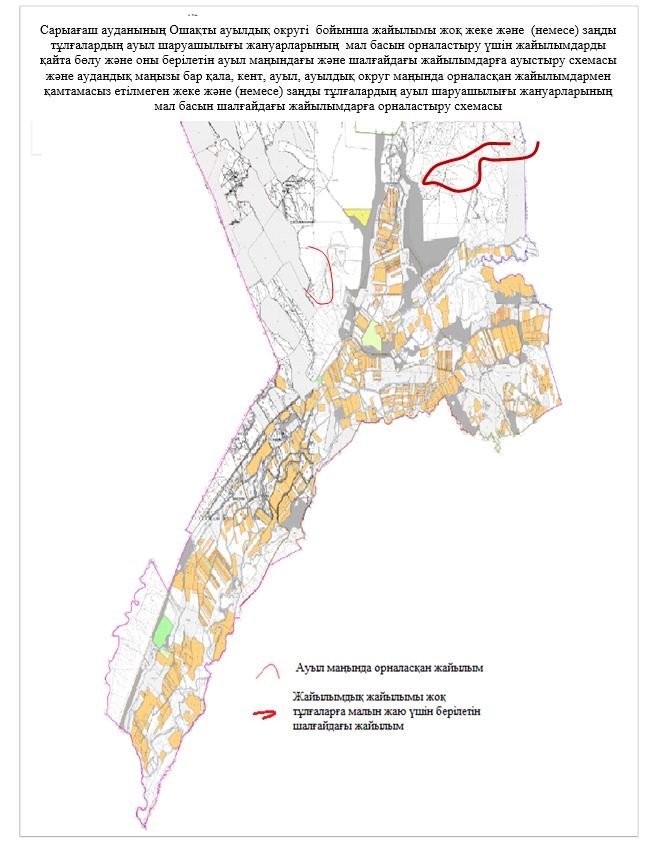 Сарыағаш ауданының Ошақты ауылдық округі бойынша жайылымы жоқ жеке және (немесе) заңды
тұлғалардың ауыл шаруашылығы жануарларының мал басын орналастыру үшін жайылымдарды
қайта бөлу және оны берілетін ауыл маңындағы және шалғайдағы жайылымдарға ауыстыру схемасы
және аудандық маңызы бар қала, кент, ауыл, ауылдық округ маңында орналасқан жайылымдармен
қамтамасыз етілмеген жеке және (немесе) заңды тұлғалардың ауыл шаруашылығы жануарларының
мал басын шалғайдағы жайылымдарға орналастыру схемасы
Ауыл маңында орналасқан жайылым
Жайылымдық жайылымы жоқ
тұлғаларға малын жаю үшін берілетін
шалғайдағы жайылым